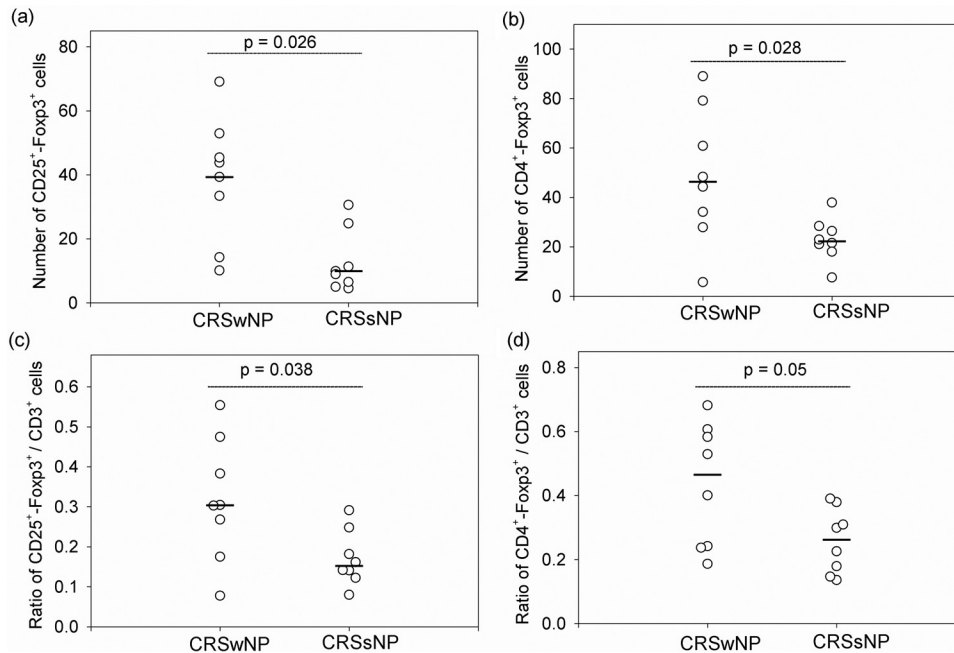 (a)
p = 0.026
Number of CD25⁺-Foxp3⁺ cells
80
60
40
20
0
CRSwNP
CRSsNP
(b)
p = 0.028
Number of CD4⁺-Foxp3⁺ cells
100
80
60
40
20
0
CRSwNP
CRSsNP
(c)
p = 0.038
Ratio of CD25⁺-Foxp3⁺ / CD3⁺ cells
0.6
0.5
0.4
0.3
0.2
0.1
0.0
CRSwNP
CRSsNP
(d)
p = 0.05
Ratio of CD4⁺-Foxp3⁺ / CD3⁺ cells
0.8
0.6
0.4
0.2
0.0
CRSwNP
CRSsNP